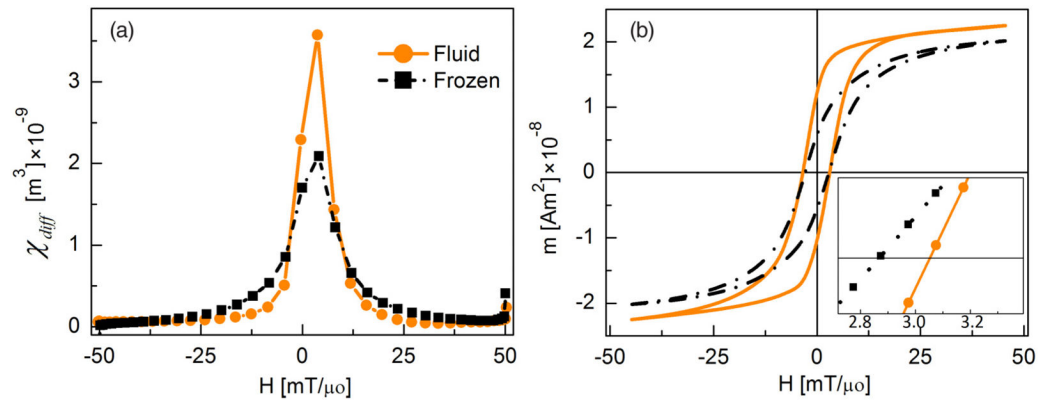 (a)
Fluid
Frozen
χdiff [m³]×10⁻⁹
4
3
2
1
0
-50 -25 0 25 50
H [mT/μo]
(b)
m [Am²]×10⁻⁸
2
1
0
-1
-2
2.8 3.0 3.2
-50 -25 0 25 50
H [mT/μo]